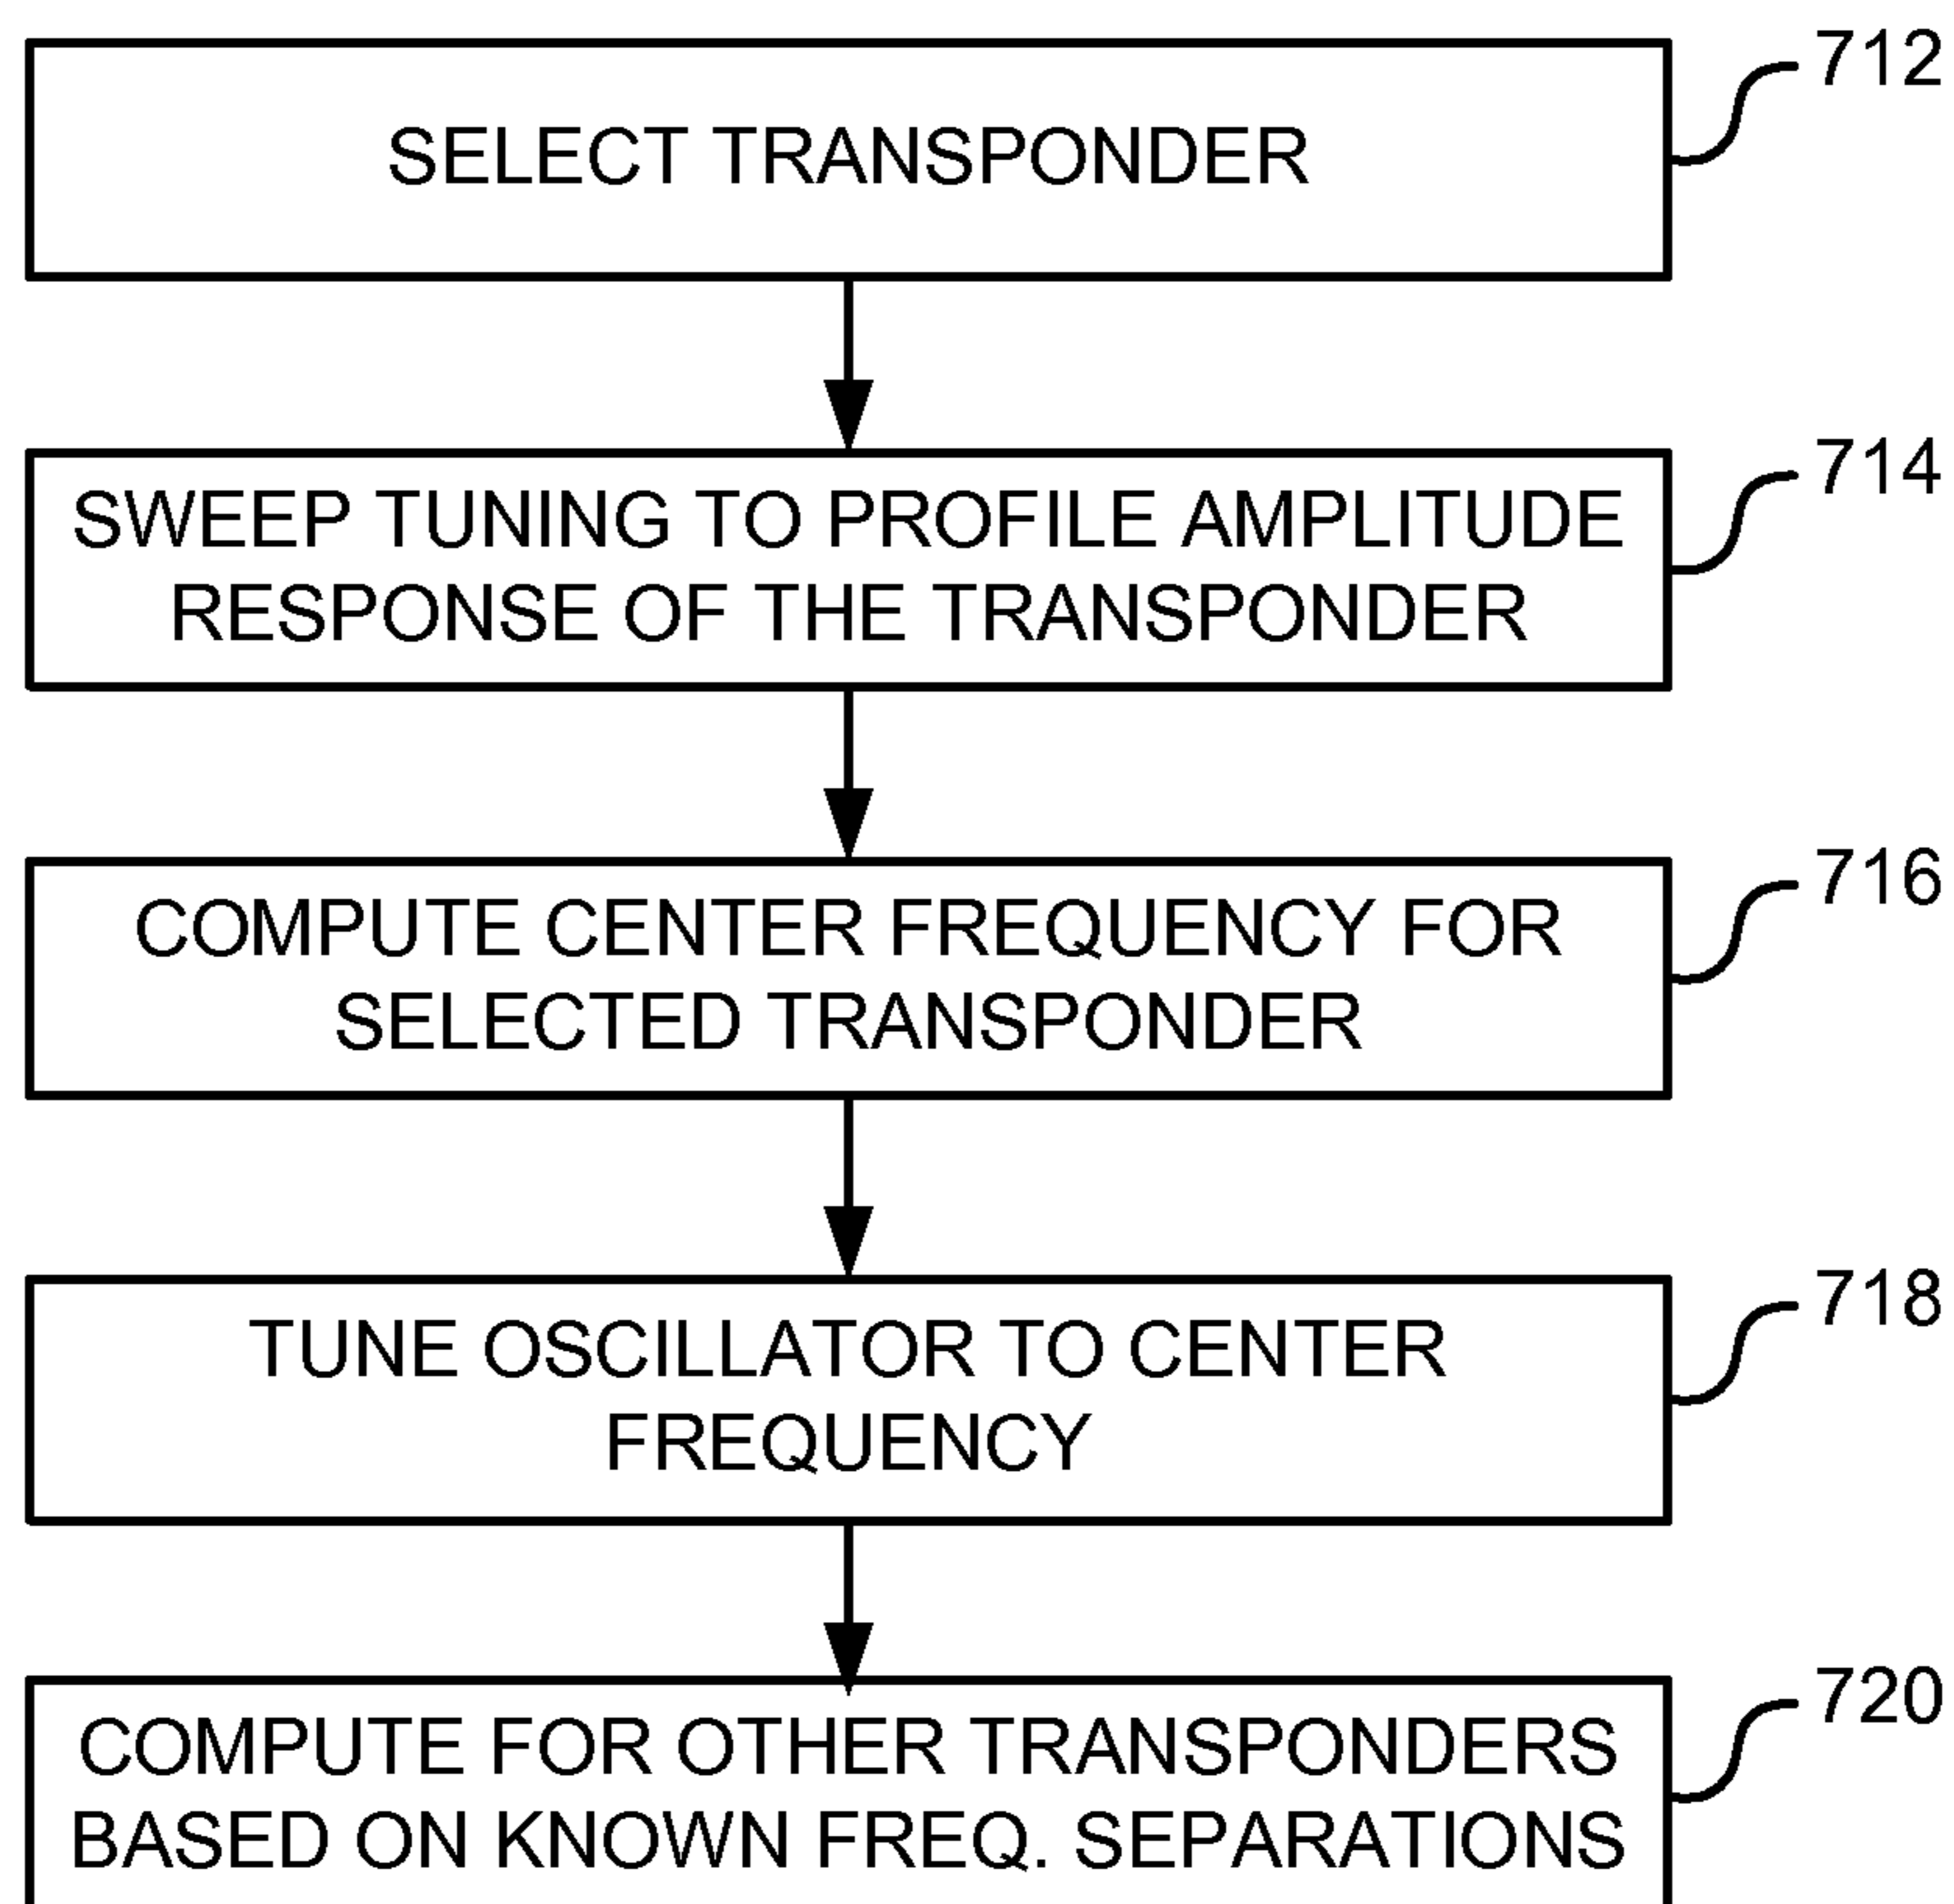 712
SELECT TRANSPONDER
714
SWEEP TUNING TO PROFILE AMPLITUDE
RESPONSE OF THE TRANSPONDER
716
COMPUTE CENTER FREQUENCY FOR
SELECTED TRANSPONDER
718
TUNE OSCILLATOR TO CENTER
FREQUENCY
720
COMPUTE FOR OTHER TRANSPONDERS
BASED ON KNOWN FREQ. SEPARATIONS